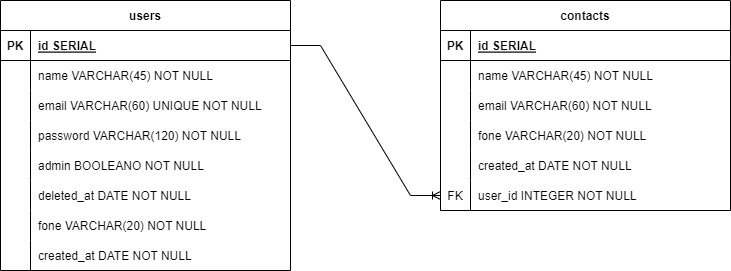 users
PK id SERIAL
name VARCHAR(45) NOT NULL
email VARCHAR(60) UNIQUE NOT NULL
password VARCHAR(120) NOT NULL
admin BOOLEANO NOT NULL
deleted_at DATE NOT NULL
fone VARCHAR(20) NOT NULL
created_at DATE NOT NULL
contacts
PK id SERIAL
name VARCHAR(45) NOT NULL
email VARCHAR(60) NOT NULL
fone VARCHAR(20) NOT NULL
created_at DATE NOT NULL
FK user_id INTEGER NOT NULL